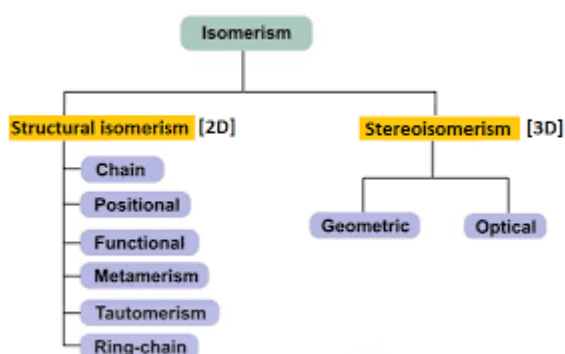 Isomerism
Structural isomerism [2D]
Stereoisomerism [3D]
Chain
Positional
Functional
Metamerism
Tautomerism
Ring-chain
Geometric
Optical